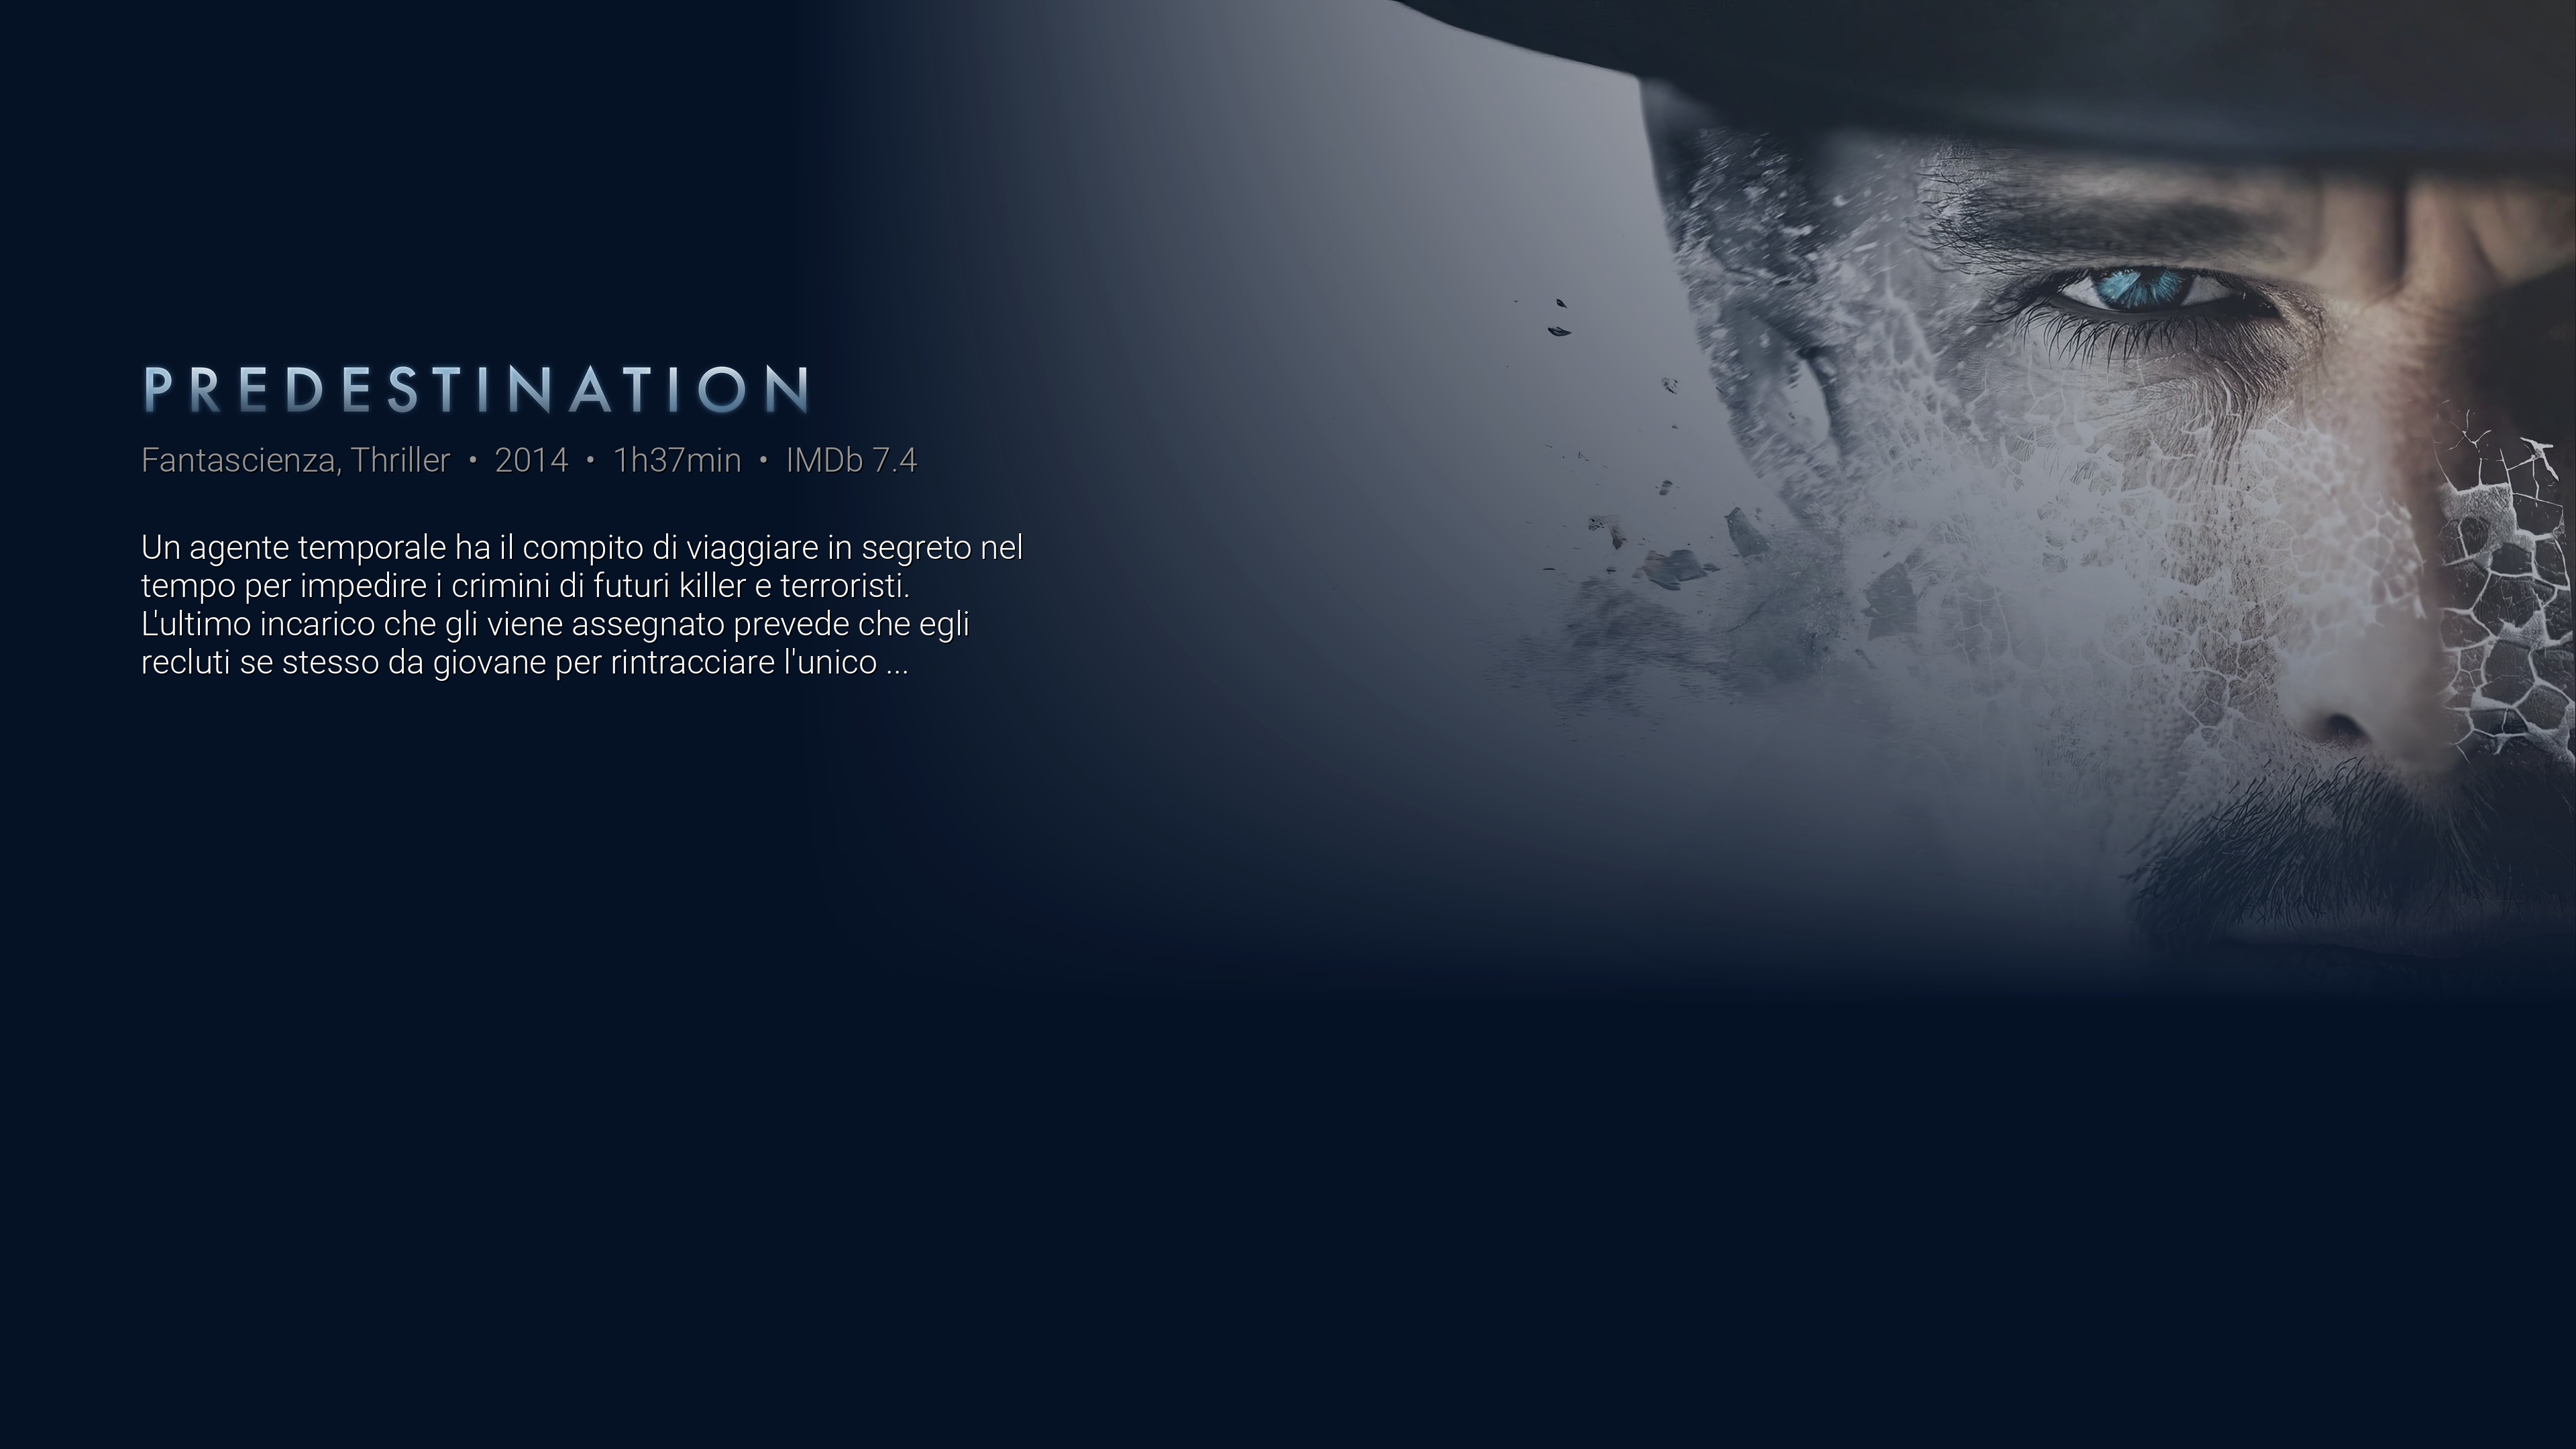 PREDESTINATION
Fantascienza, Thriller • 2014 • 1h37min • IMDb 7.4
Un agente temporale ha il compito di viaggiare in segreto nel
tempo per impedire i crimini di futuri killer e terroristi.
L'ultimo incarico che gli viene assegnato prevede che egli
recluti se stesso da giovane per rintracciare l'unico ...